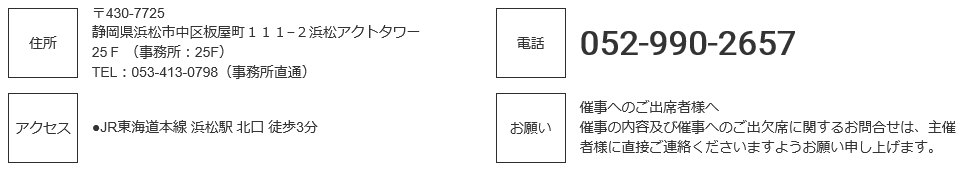 住所
〒430-7725
静岡県浜松市中区板屋町１１１−２浜松アクトタワー
25Ｆ （事務所：25F）
TEL：053-413-0798（事務所直通）
電話
052-990-2657
アクセス
●JR東海道本線 浜松駅 北口 徒歩3分
お願い
催事へのご出席者様へ
催事の内容及び催事へのご出欠席に関するお問合せは、主催
者様に直接ご連絡くださいますようお願い申し上げます。